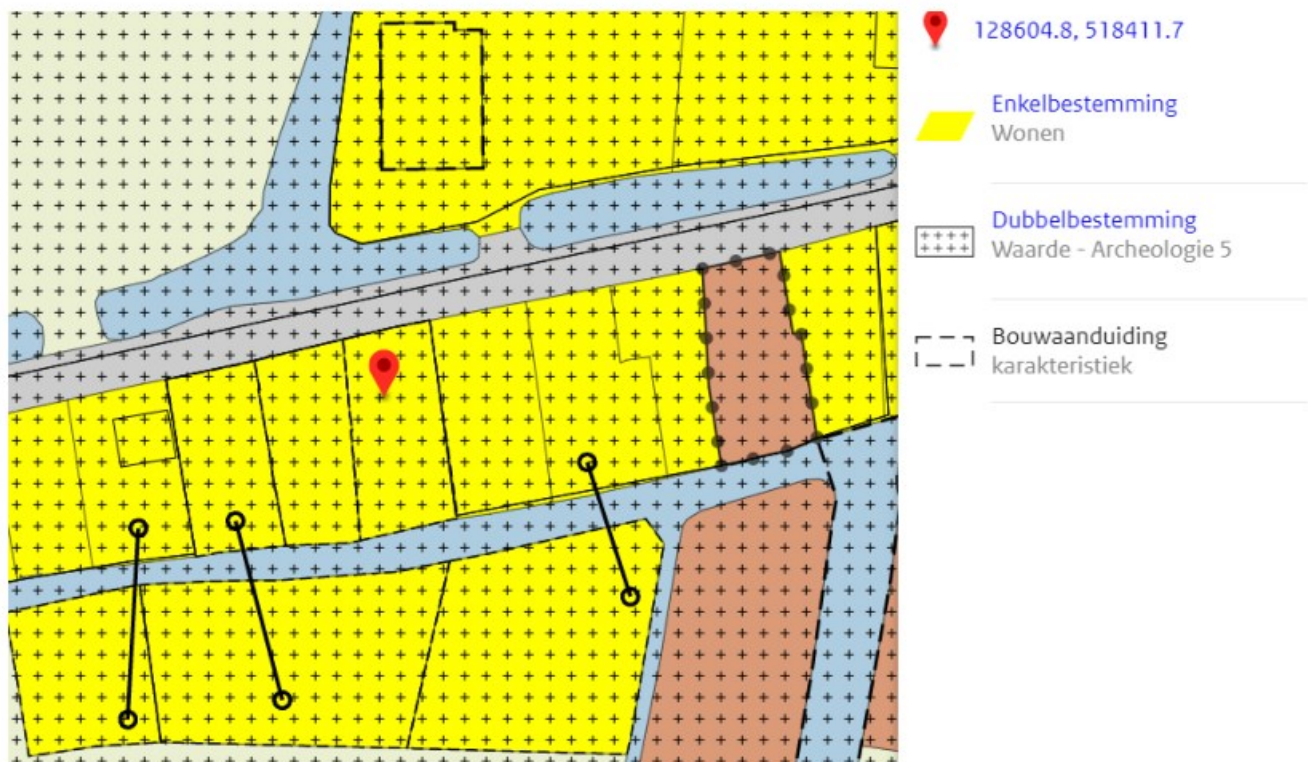 128604.8, 518411.7
Enkelbestemming
Wonen
Dubbelbestemming
Waarde - Archeologie 5
Bouwaanduiding
karakteristiek